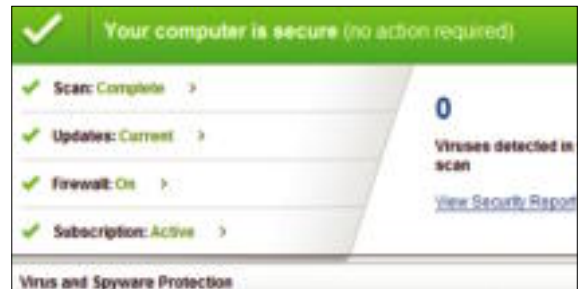 Your computer is secure (no action required)
Scan: Complete >
Updates: Current >
Firewall: On >
Subscription: Active >
0
Viruses detected in
scan
View Security Report
Virus and Spyware Protection